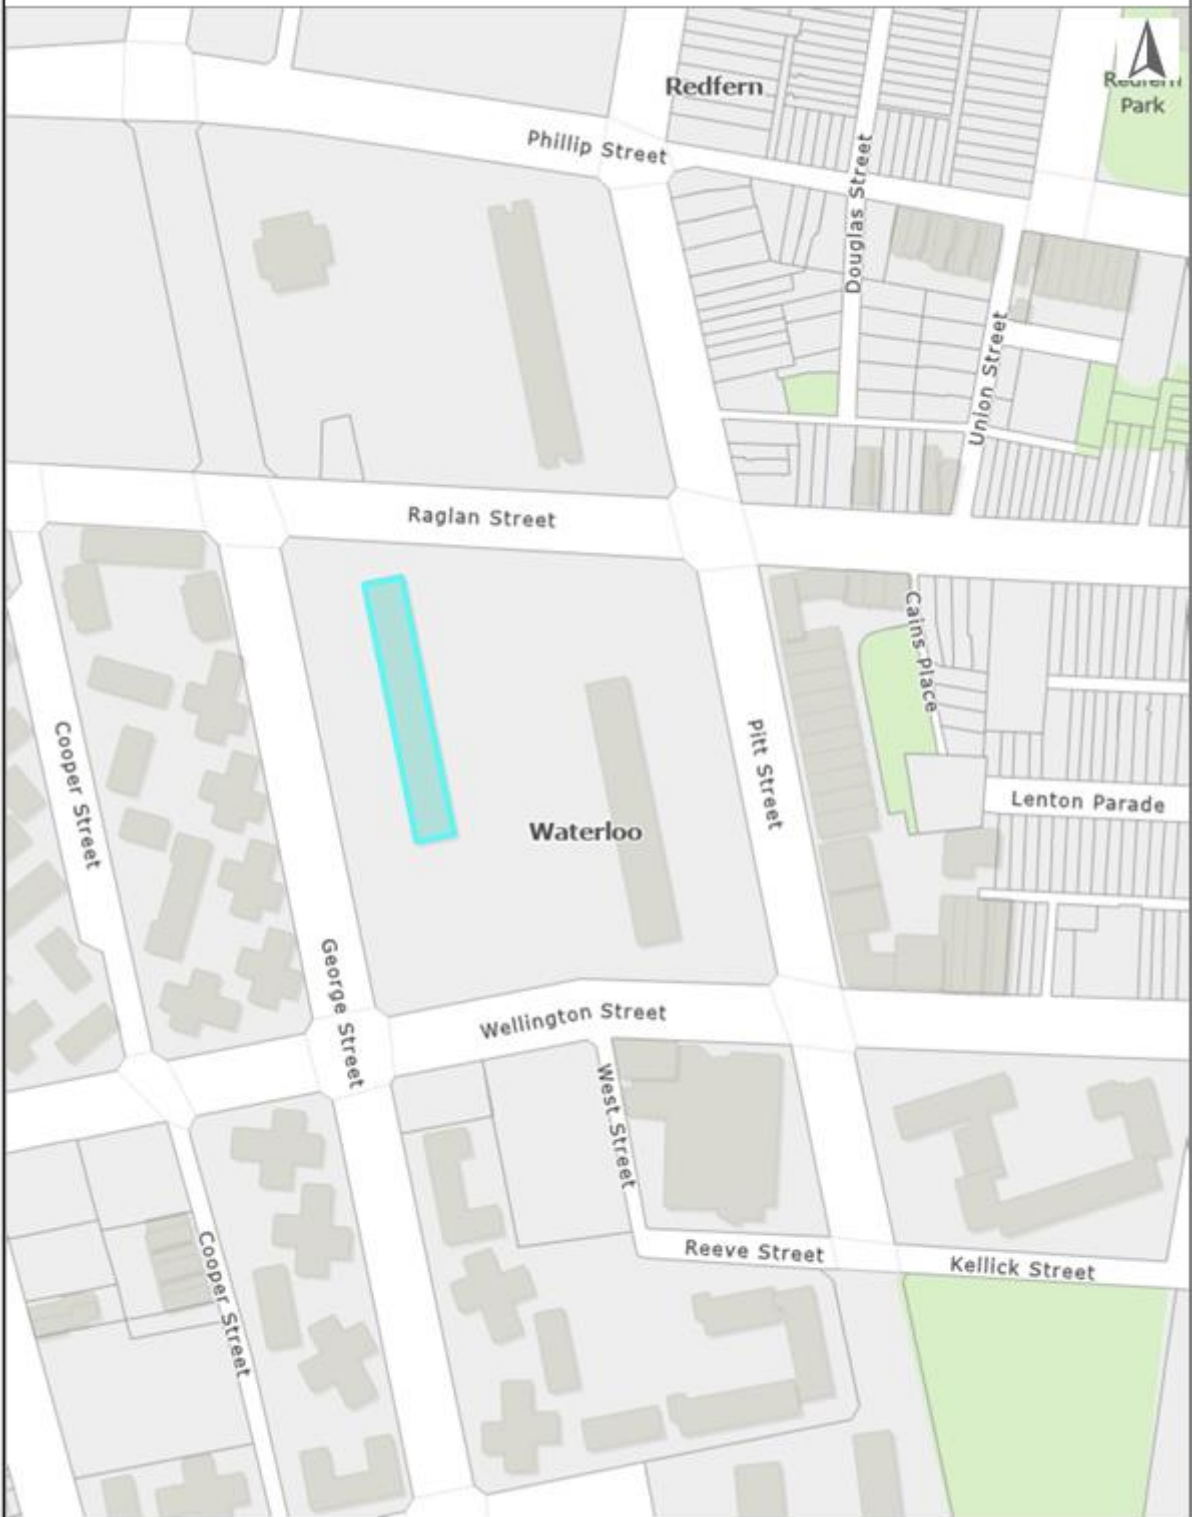 Redfern
Redfern
Park
Phillip Street
Douglas Street
Union Street
Raglan Street
Cains Place
Cooper Street
Pitt Street
Lenton Parade
Waterloo
George Street
Wellington Street
West Street
Reeve Street
Kellick Street
Cooper Street